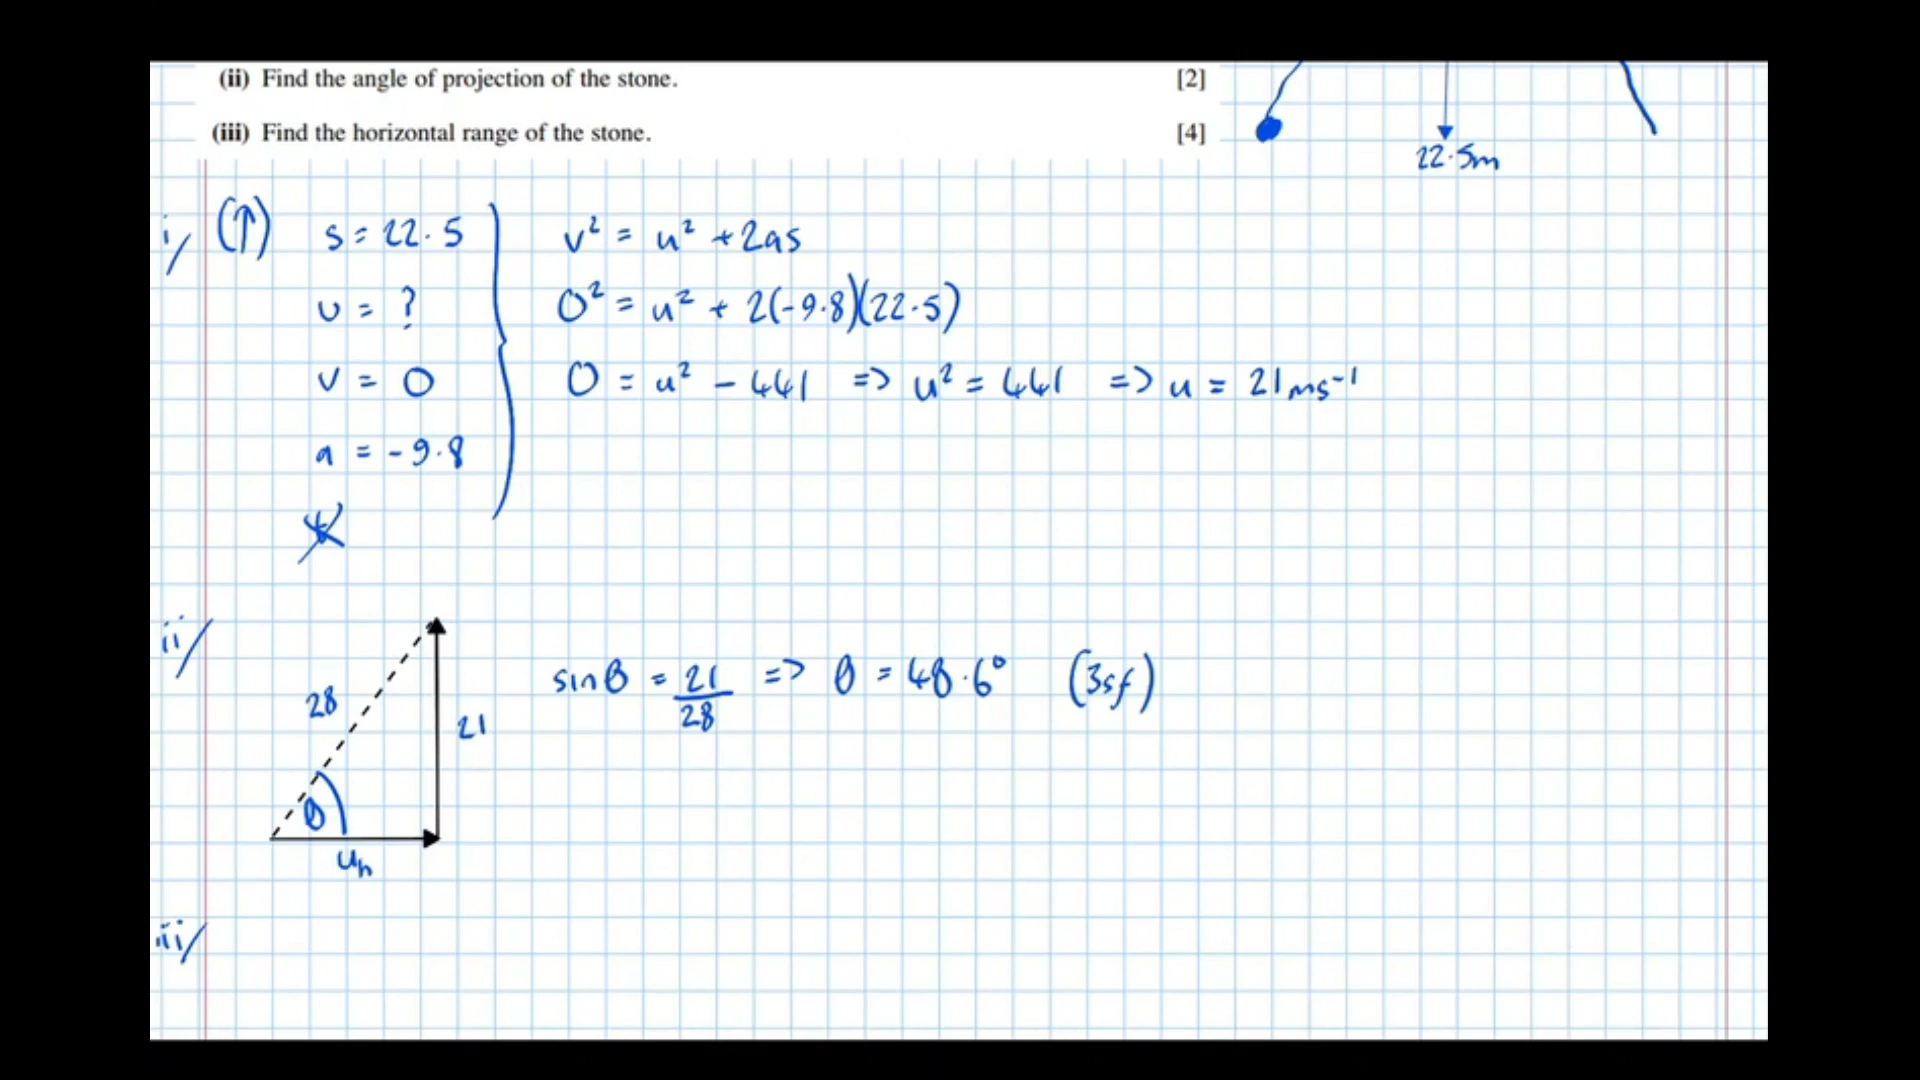 (ii) Find the angle of projection of the stone. [2]
(iii) Find the horizontal range of the stone. [4]
22.5m
i/ (↑) s = 22.5
u = ?
v = 0
a = -9.8
t
v² = u² + 2as
0² = u² + 2(-9.8)(22.5)
0 = u² - 441 => u² = 441 => u = 21ms⁻¹
ii/
28
21
θ
uₕ
sinθ = 21/28 => θ = 48.6° (3sf)
iii/